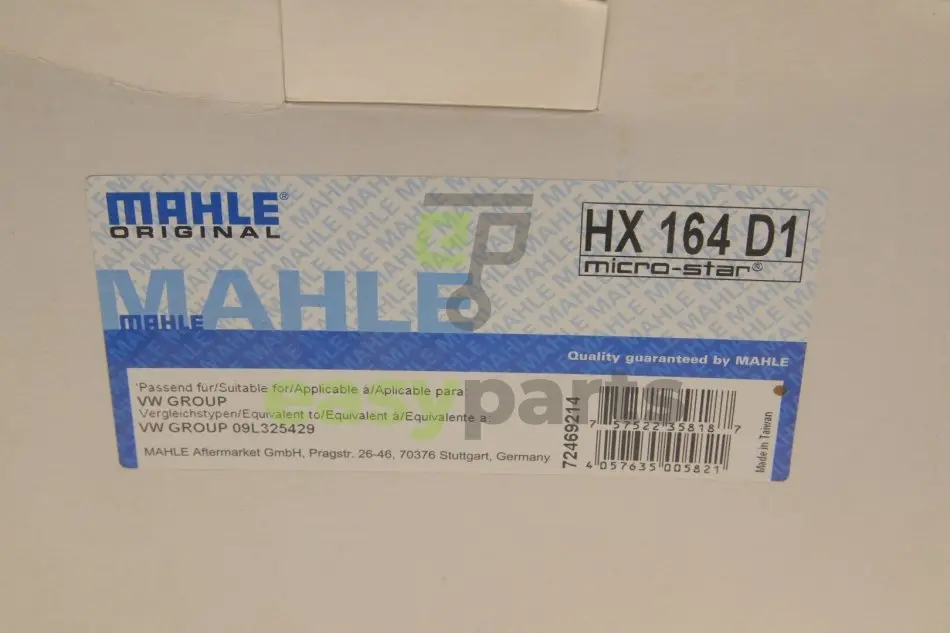 MAHLE®
ORIGINAL
HX 164 D1
micro-star®
MAHLE
MAHLE
Quality guaranteed by MAHLE
Passend für/Suitable for/Applicable à/Aplicable para:
VW GROUP
Vergleichstypen/Equivalent to/Equivalent à/Equivalente a:
VW GROUP 09L325429
MAHLE Aftermarket GmbH, Pragstr. 26-46, 70376 Stuttgart, Germany
72469214
7 57522 35818 7
4 057635 005821
Made in Taiwan
ep
easyparts